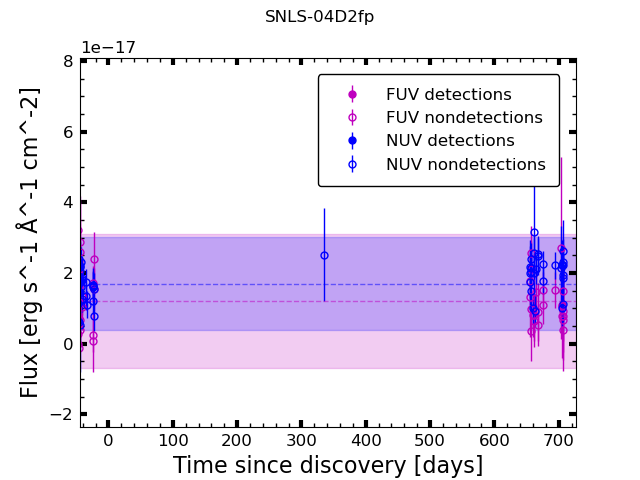 SNLS-04D2fp
1e−17
8
6
4
2
0
−2
Flux [erg s^-1 Å^-1 cm^-2]
FUV detections
FUV nondetections
NUV detections
NUV nondetections
0 100 200 300 400 500 600 700
Time since discovery [days]